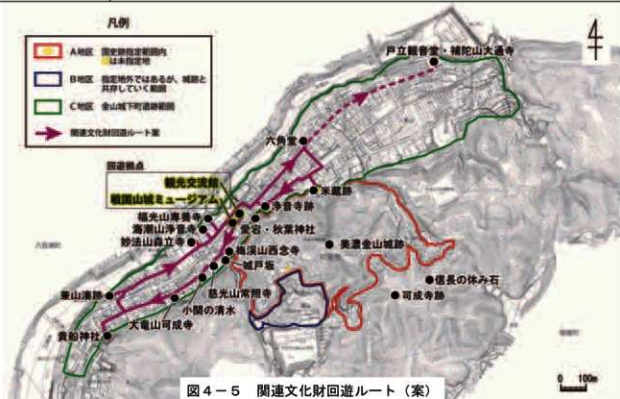 凡例
A地区 国史跡指定範囲内
は未指定地
B地区 指定地外ではあるが、城跡と
共存していく範囲
C地区 金山城下町遺跡範囲
関連文化財回遊ルート案
戸立観音堂・補陀山大通寺
六角堂
回遊拠点
観光交流館
戦国山城ミュージアム
米蔵跡
浄音寺跡
福光山専養寺
海潮山浄音寺
妙法山森立寺
愛宕・秋葉神社
梅渓山西念寺
城戸坂
美濃金山城跡
信長の休み石
可成寺跡
兼山湊跡
慈光山常照寺
小関の清水
大竜山可成寺
貴船神社
0 100m
図4-5 関連文化財回遊ルート(案)